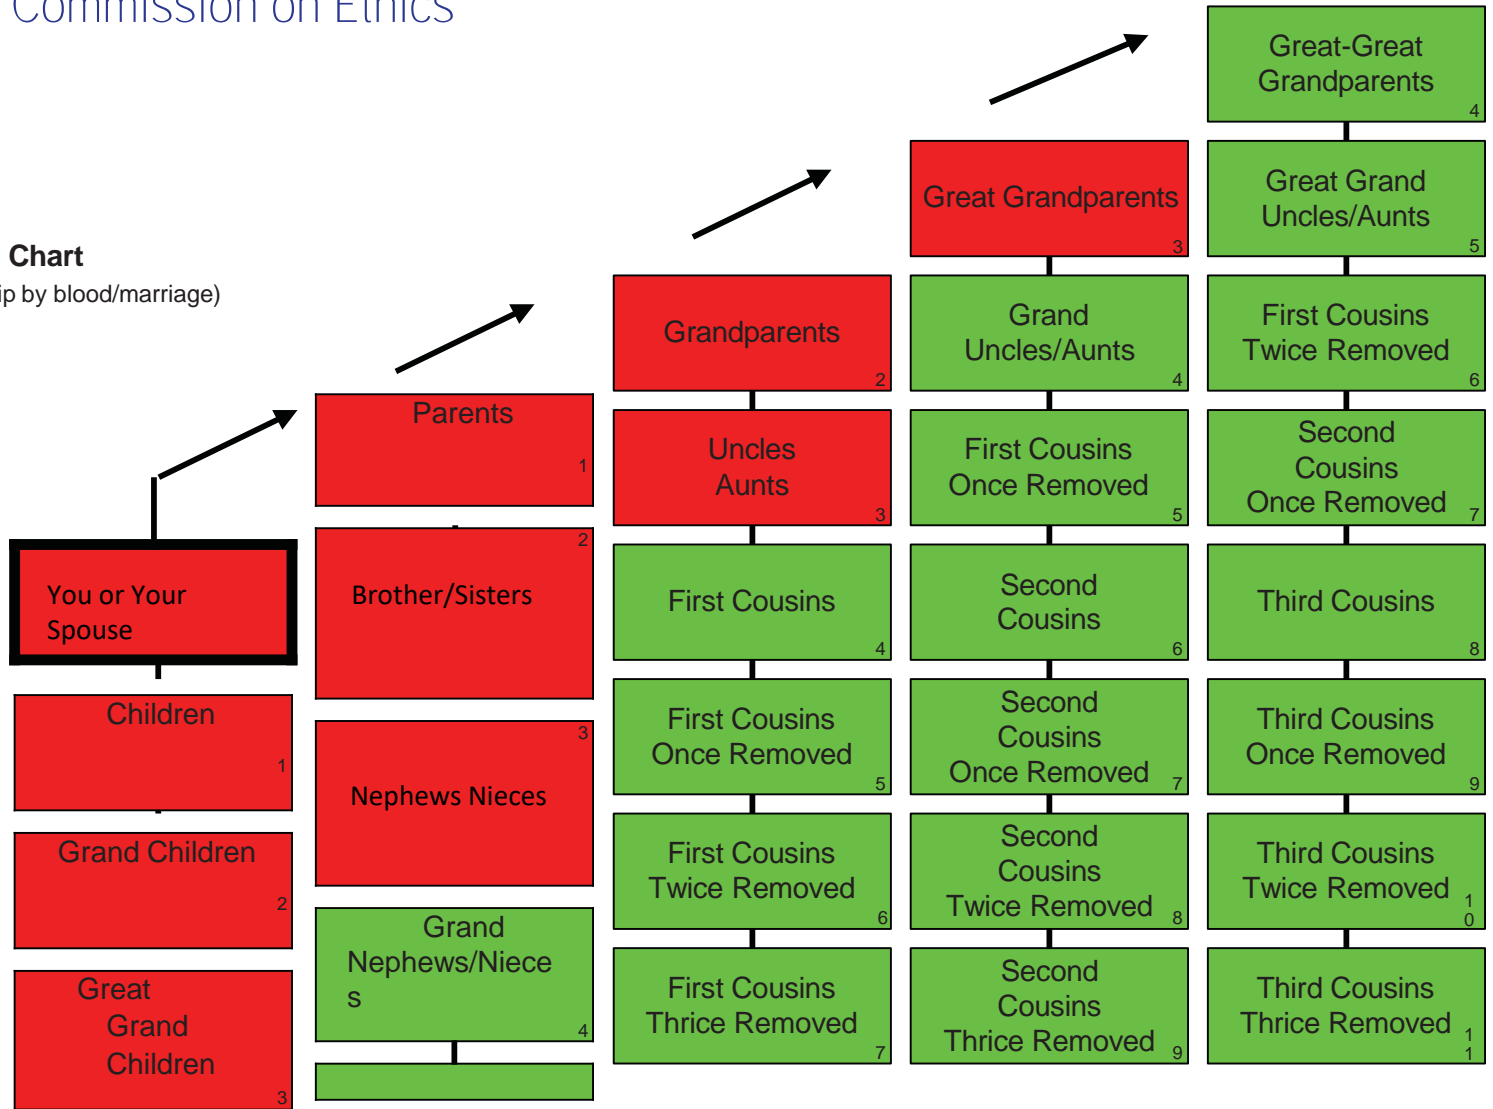 Commission on Ethics
Chart
ip by blood/marriage)
You or Your
Spouse
Children
1
Grand Children
2
Great
Grand
Children
3
Parents
1
2
Brother/Sisters
3
Nephews Nieces
Grand
Nephews/Niece
s
4
Grandparents
2
Uncles
Aunts
3
First Cousins
4
First Cousins
Once Removed
5
First Cousins
Twice Removed
6
First Cousins
Thrice Removed
7
Great Grandparents
3
Grand
Uncles/Aunts
4
First Cousins
Once Removed
5
Second
Cousins
6
Second
Cousins
Once Removed
7
Second
Cousins
Twice Removed
8
Second
Cousins
Thrice Removed
9
Great-Great
Grandparents
4
Great Grand
Uncles/Aunts
5
First Cousins
Twice Removed
6
Second
Cousins
Once Removed
7
Third Cousins
8
Third Cousins
Once Removed
9
Third Cousins
Twice Removed
1
0
Third Cousins
Thrice Removed
1
1